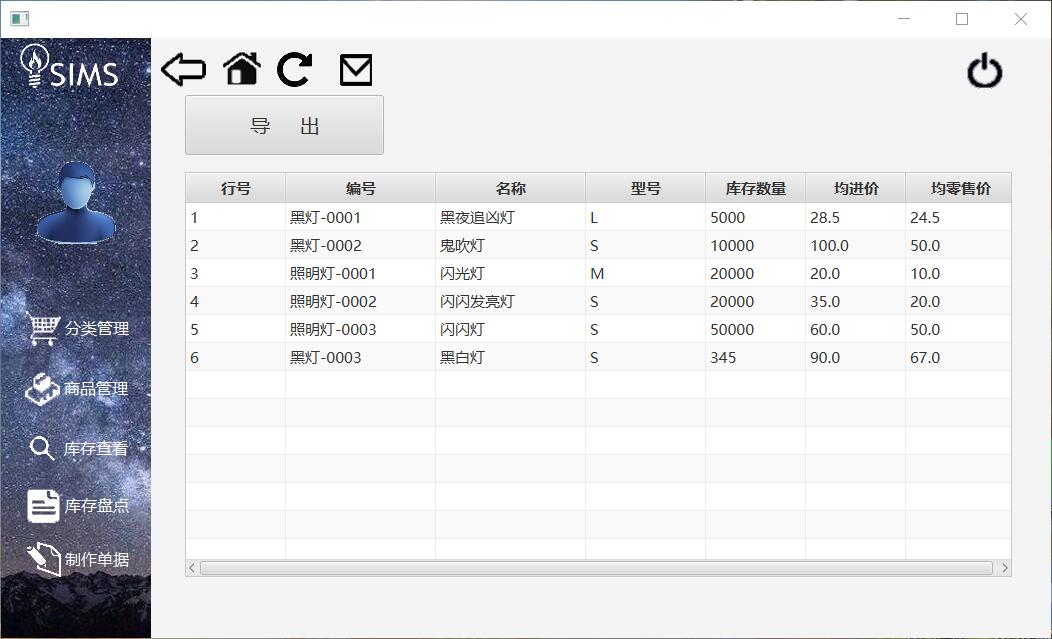 SIMS
分类管理
商品管理
库存查看
库存盘点
制作单据
导 出
行号 编号 名称 型号 库存数量 均进价 均零售价
1 黑灯-0001 黑夜追凶灯 L 5000 28.5 24.5
2 黑灯-0002 鬼吹灯 S 10000 100.0 50.0
3 照明灯-0001 闪光灯 M 20000 20.0 10.0
4 照明灯-0002 闪闪发亮灯 S 20000 35.0 20.0
5 照明灯-0003 闪闪灯 S 50000 60.0 50.0
6 黑灯-0003 黑白灯 S 345 90.0 67.0